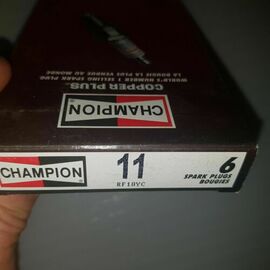 LA BOUGIE LA PLUS VENDUE AU MONDE
WORLD'S NUMBER 1 SELLING SPARK PLUG
COPPER PLUS.
CHAMPION
CHAMPION
11
RF10YC
6
SPARK PLUGS
BOUGIES